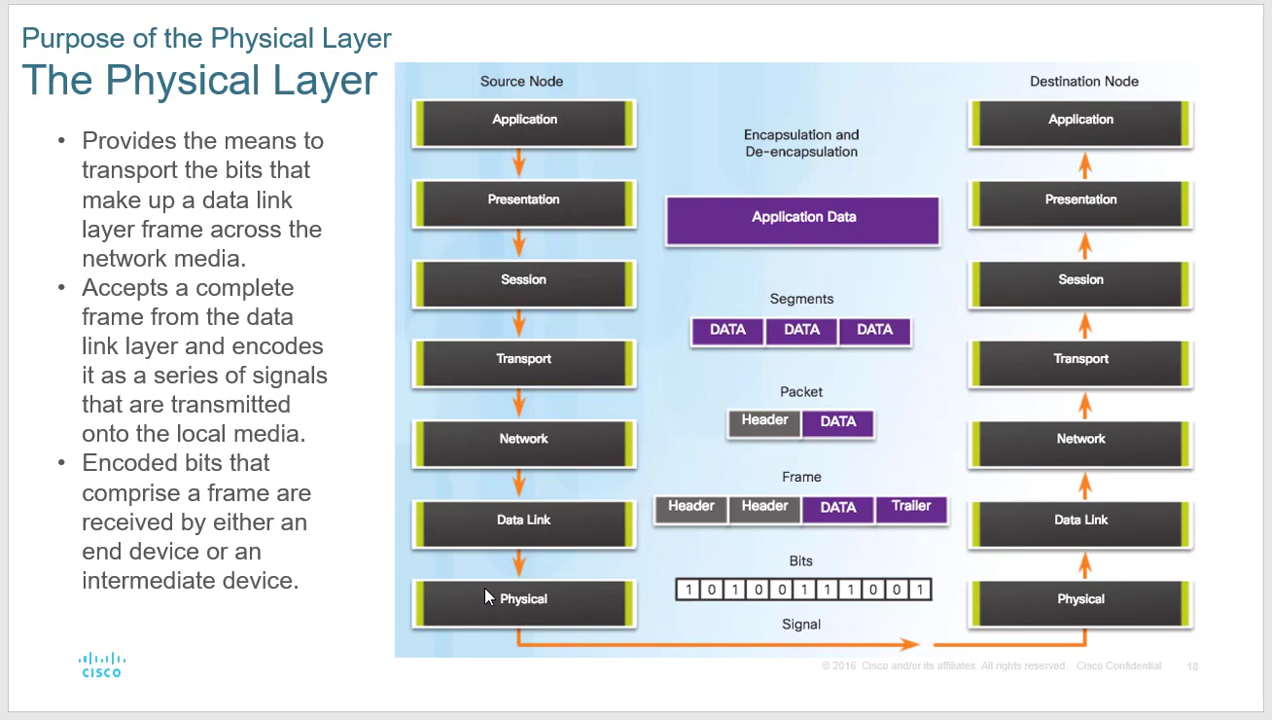 Purpose of the Physical Layer
The Physical Layer
• Provides the means to
transport the bits that
make up a data link
layer frame across the
network media.
• Accepts a complete
frame from the data
link layer and encodes
it as a series of signals
that are transmitted
onto the local media.
• Encoded bits that
comprise a frame are
received by either an
end device or an
intermediate device.
Source Node
Application
Presentation
Session
Transport
Network
Data Link
Physical
Encapsulation and
De-encapsulation
Application Data
Segments
DATA DATA DATA
Packet
Header DATA
Frame
Header Header DATA Trailer
Bits
1 0 1 0 0 1 1 1 0 0 1
Signal
Destination Node
Application
Presentation
Session
Transport
Network
Data Link
Physical
CISCO
© 2016 Cisco and/or its affiliates. All rights reserved. Cisco Confidential 18